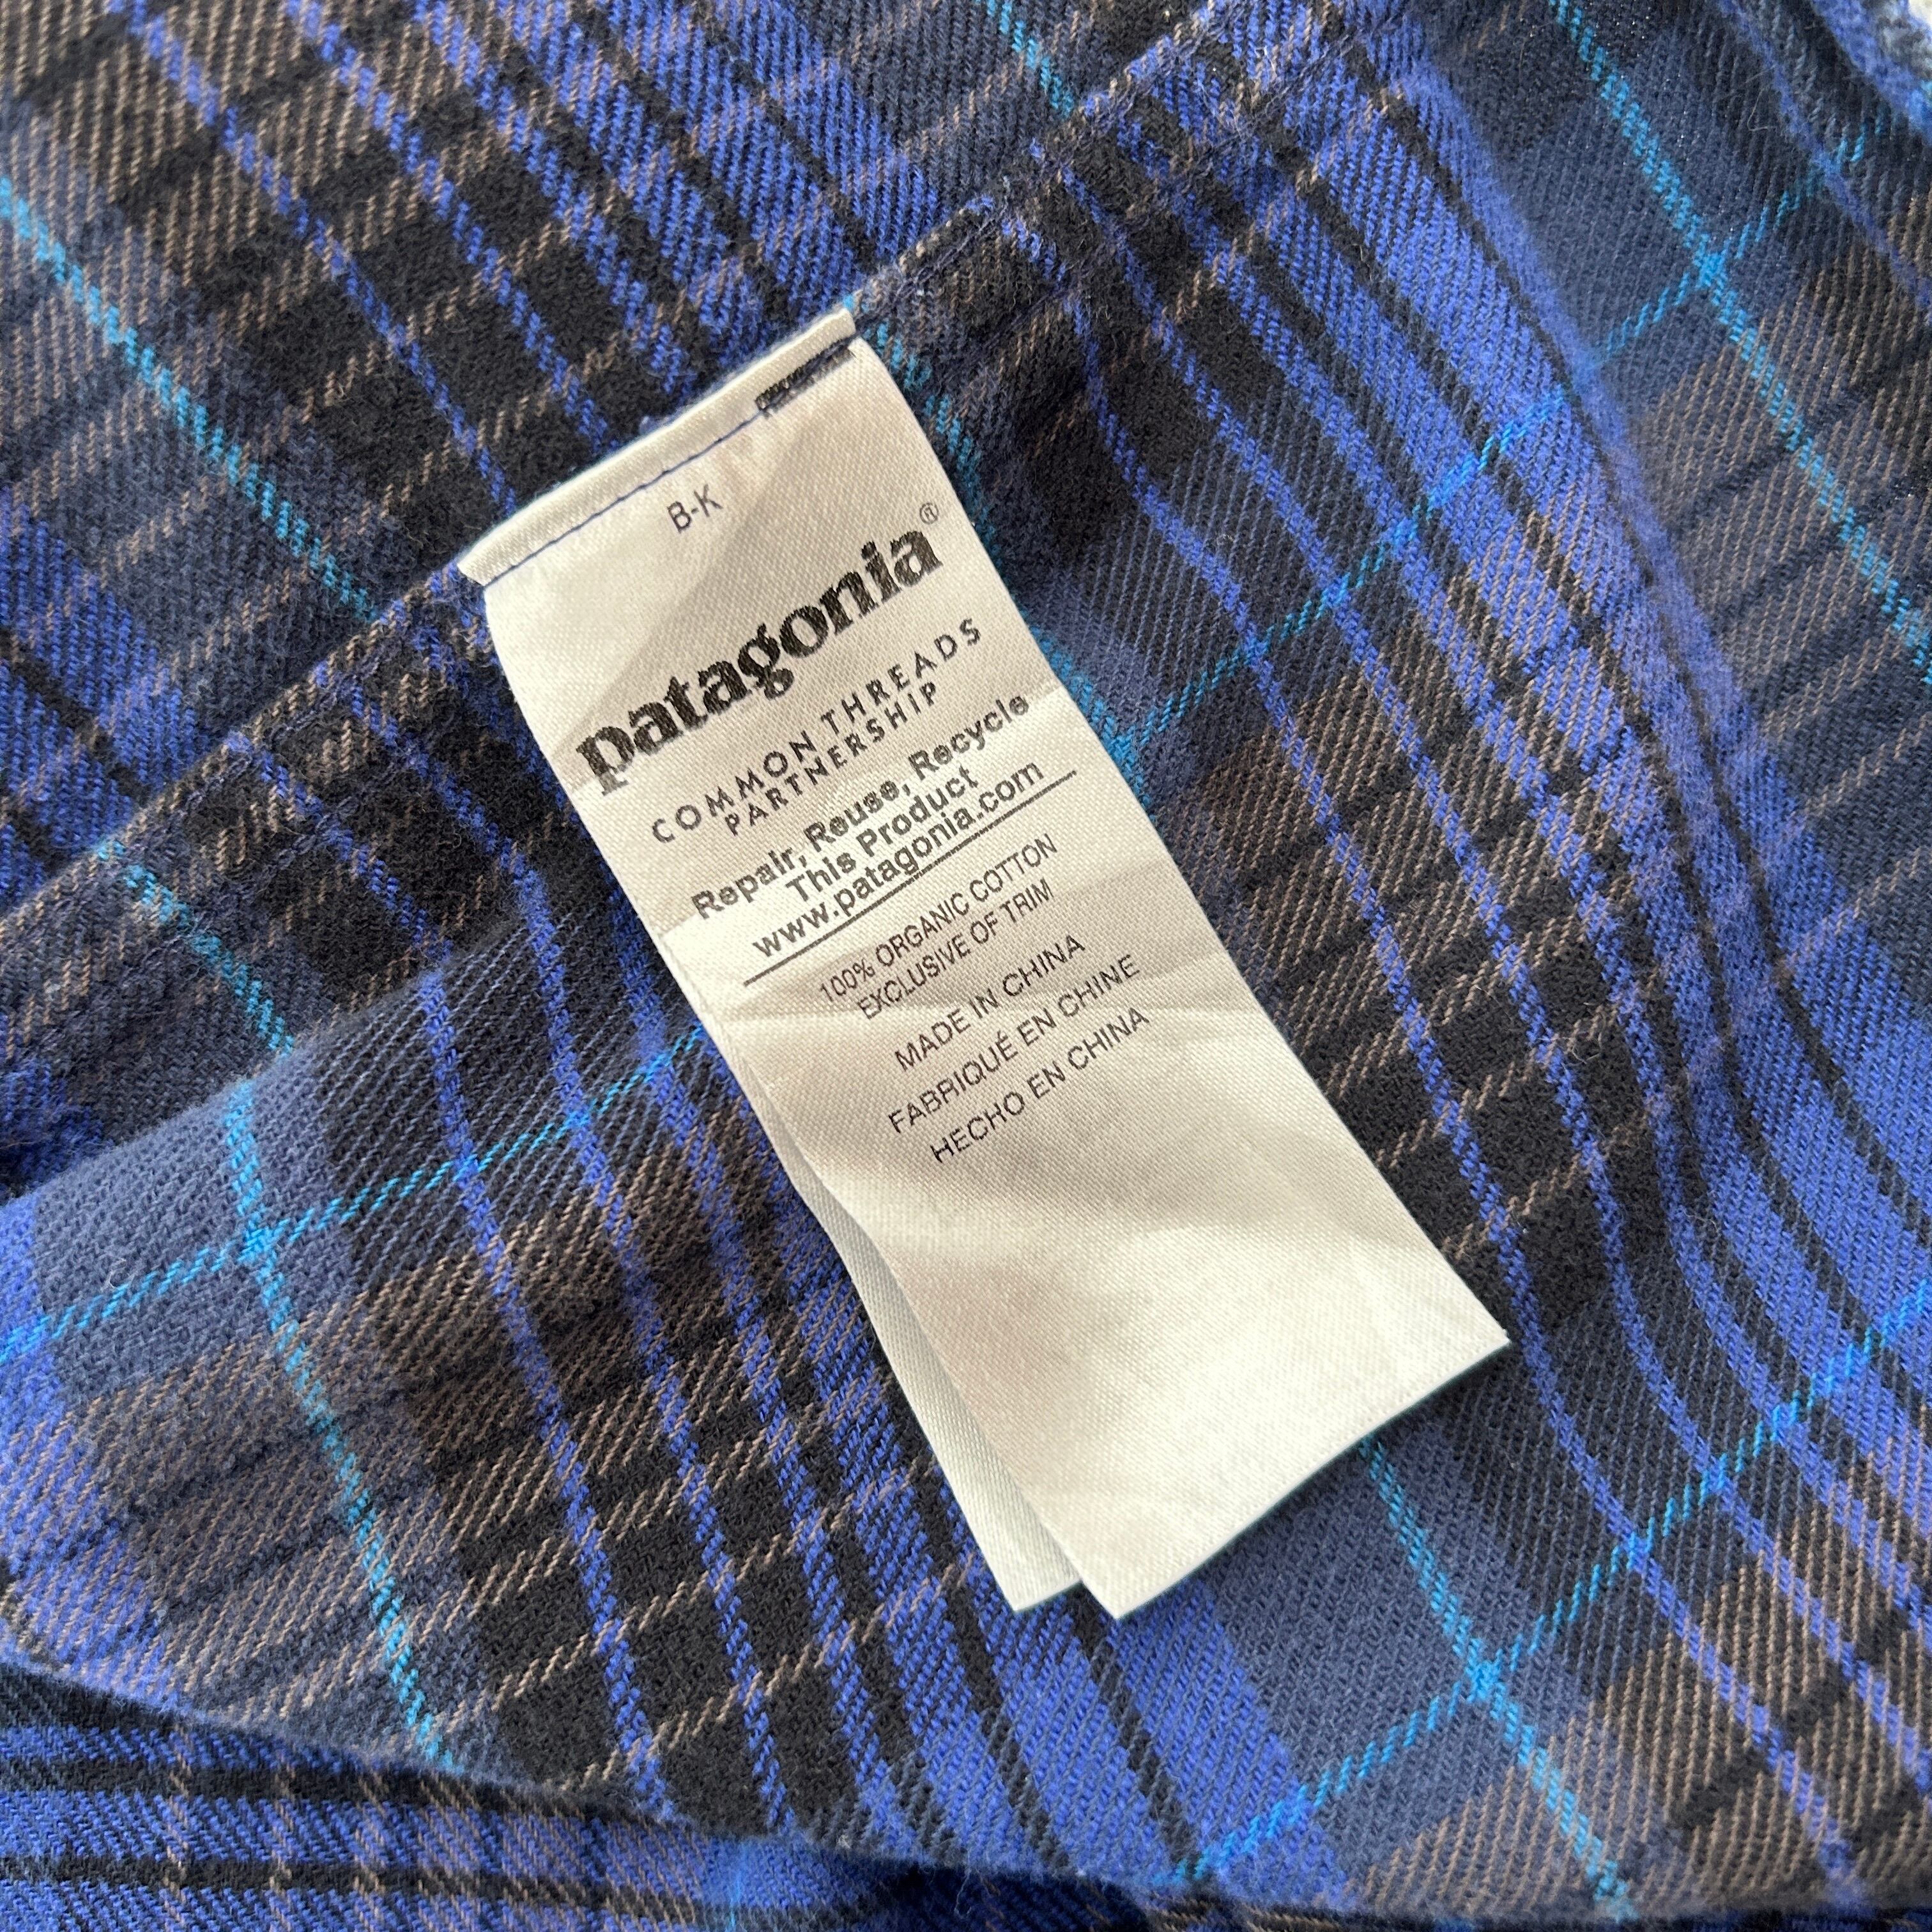 B-K
patagonia®
COMMON THREADS
PARTNERSHIP
Repair, Reuse, Recycle
This Product
www.patagonia.com
100% ORGANIC COTTON
EXCLUSIVE OF TRIM
MADE IN CHINA
FABRIQUÉ EN CHINE
HECHO EN CHINA